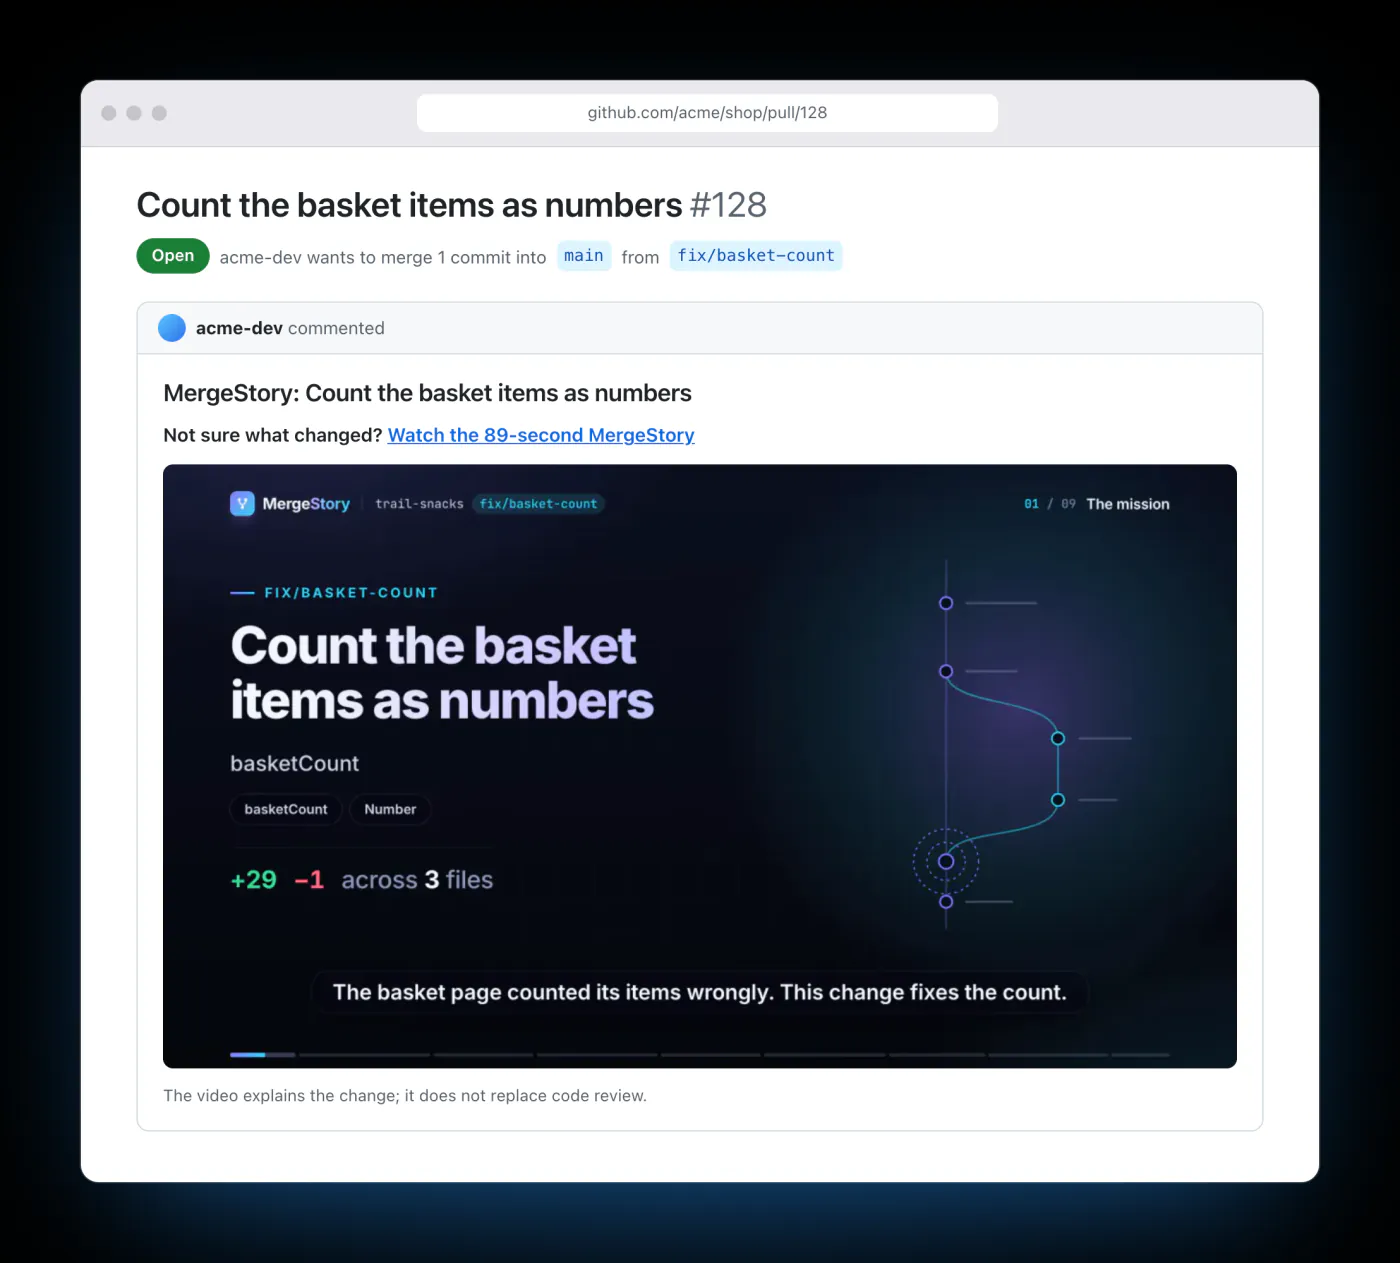 github.com/acme/shop/pull/128
Count the basket items as numbers #128
Open acme-dev wants to merge 1 commit into main from fix/basket-count
acme-dev commented
MergeStory: Count the basket items as numbers
Not sure what changed? Watch the 89-second MergeStory
MergeStory trail-snacks fix/basket-count 01 / 09 The mission
FIX/BASKET-COUNT
Count the basket
items as numbers
basketCount
basketCount Number
+29 −1 across 3 files
The basket page counted its items wrongly. This change fixes the count.
The video explains the change; it does not replace code review.